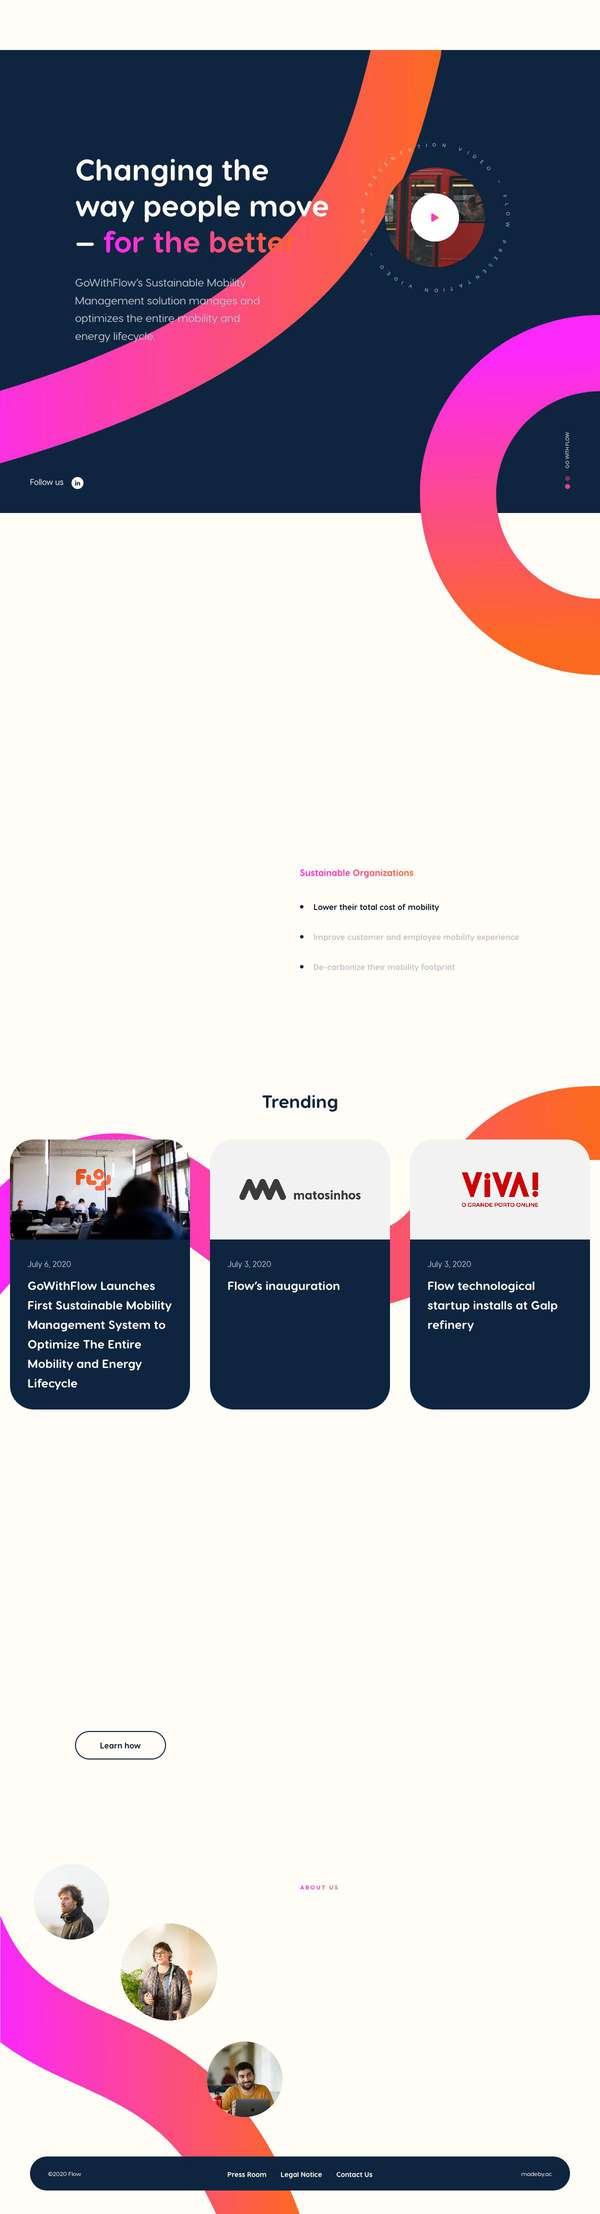 Changing the
way people move
– for the better
GoWithFlow's Sustainable Mobility
Management solution manages and
optimizes the entire mobility and
energy lifecycle.
FLOW PRESENTATION VIDEO - FLOW PRESENTATION VIDEO -
GO WITH FLOW
Follow us in
Sustainable Organizations
Lower their total cost of mobility
Improve customer and employee mobility experience
De-carbonize their mobility footprint
Trending
Flow
July 6, 2020
GoWithFlow Launches
First Sustainable Mobility
Management System to
Optimize The Entire
Mobility and Energy
Lifecycle
matosinhos
July 3, 2020
Flow's inauguration
ViVA!
O GRANDE PORTO ONLINE
July 3, 2020
Flow technological
startup installs at Galp
refinery
Learn how
ABOUT US
©2020 Flow
Press Room Legal Notice Contact Us
madeby.ac